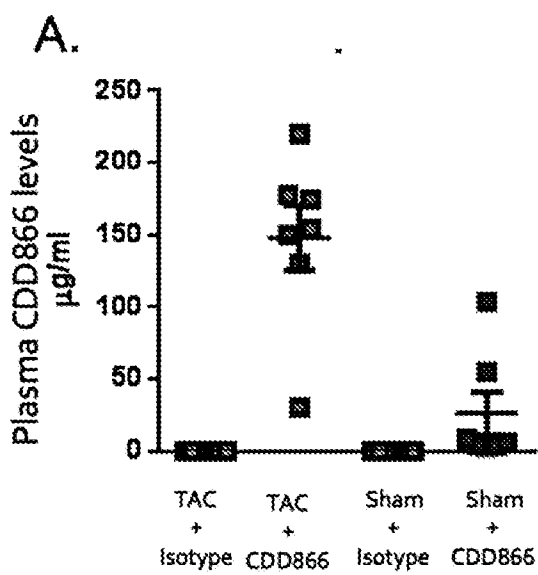 A.
Plasma CDD866 levels
µg/ml
250
200
150
100
50
0
TAC
+
Isotype
TAC
+
CDD866
Sham
+
Isotype
Sham
+
CDD866